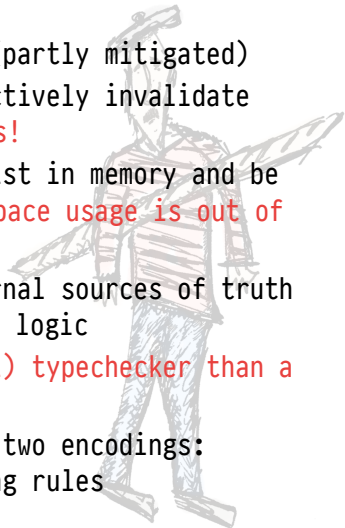 partly mitigated)
ctively invalidate
s!
st in memory and be
pace usage is out of
rnal sources of truth
logic
) typechecker than a
two encodings:
g rules